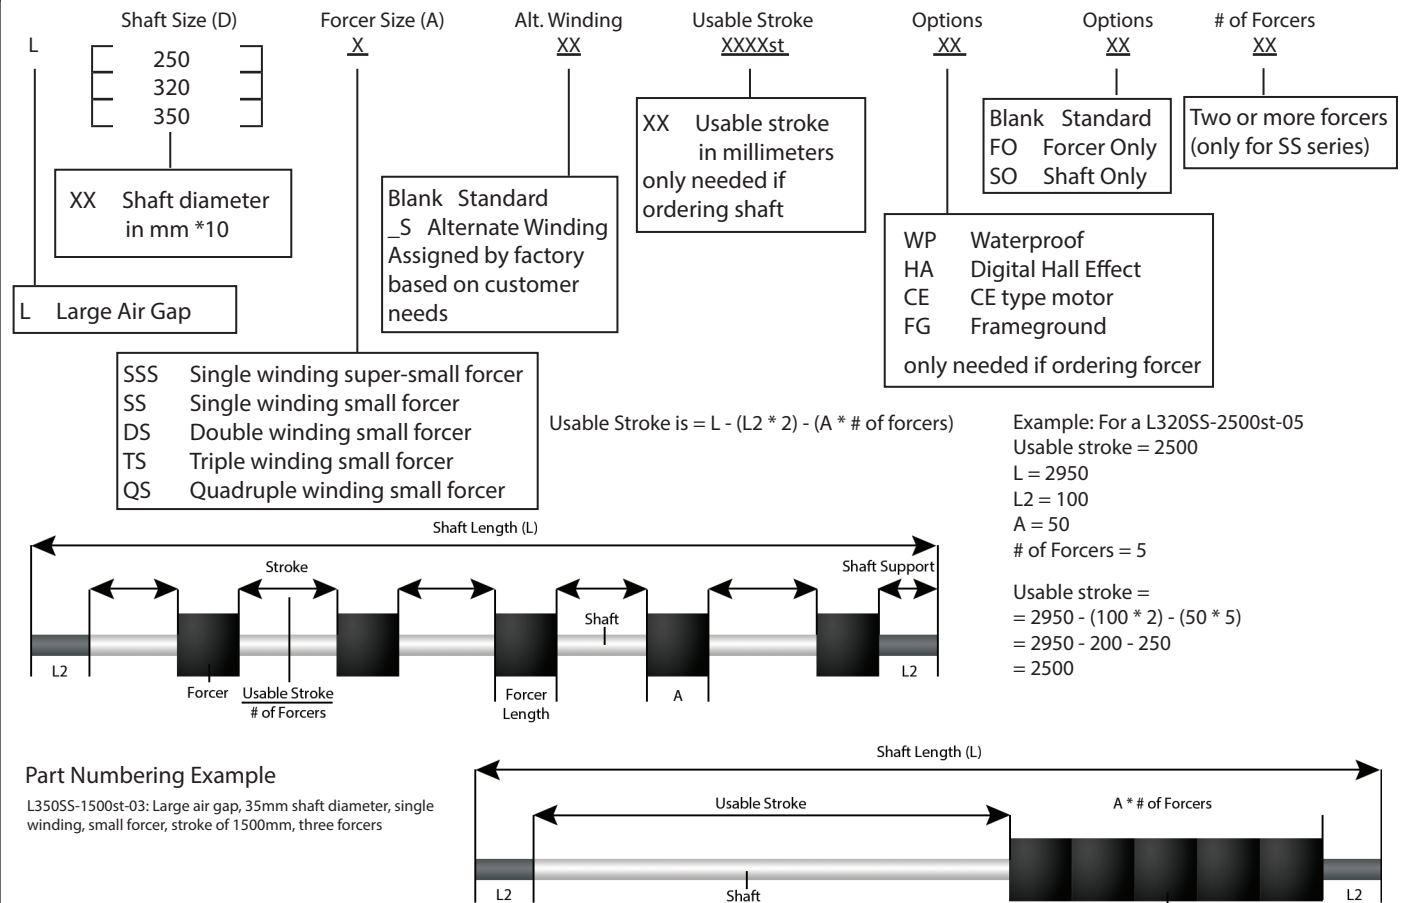 Shaft Size (D)
Forcer Size (A)
Alt. Winding
Usable Stroke
Options
Options
# of Forcers
L
250
320
350
X
XX
XXXXst
XX
XX
XX
XX Shaft diameter
in mm *10
L Large Air Gap
Blank Standard
_S Alternate Winding
Assigned by factory
based on customer
needs
XX Usable stroke
in millimeters
only needed if
ordering shaft
Blank Standard
FO Forcer Only
SO Shaft Only
Two or more forcers
(only for SS series)
WP Waterproof
HA Digital Hall Effect
CE CE type motor
FG Frameground
only needed if ordering forcer
SSS Single winding super-small forcer
SS Single winding small forcer
DS Double winding small forcer
TS Triple winding small forcer
QS Quadruple winding small forcer
Usable Stroke is = L - (L2 * 2) - (A * # of forcers)
Example: For a L320SS-2500st-05
Usable stroke = 2500
L = 2950
L2 = 100
A = 50
# of Forcers = 5
Usable stroke =
= 2950 - (100 * 2) - (50 * 5)
= 2950 - 200 - 250
= 2500
Shaft Length (L)
Stroke
Shaft Support
Shaft
L2
Forcer
Usable Stroke
# of Forcers
Forcer
Length
A
L2
Part Numbering Example
L350SS-1500st-03: Large air gap, 35mm shaft diameter, single
winding, small forcer, stroke of 1500mm, three forcers
Shaft Length (L)
Usable Stroke
A * # of Forcers
L2
Shaft
L2